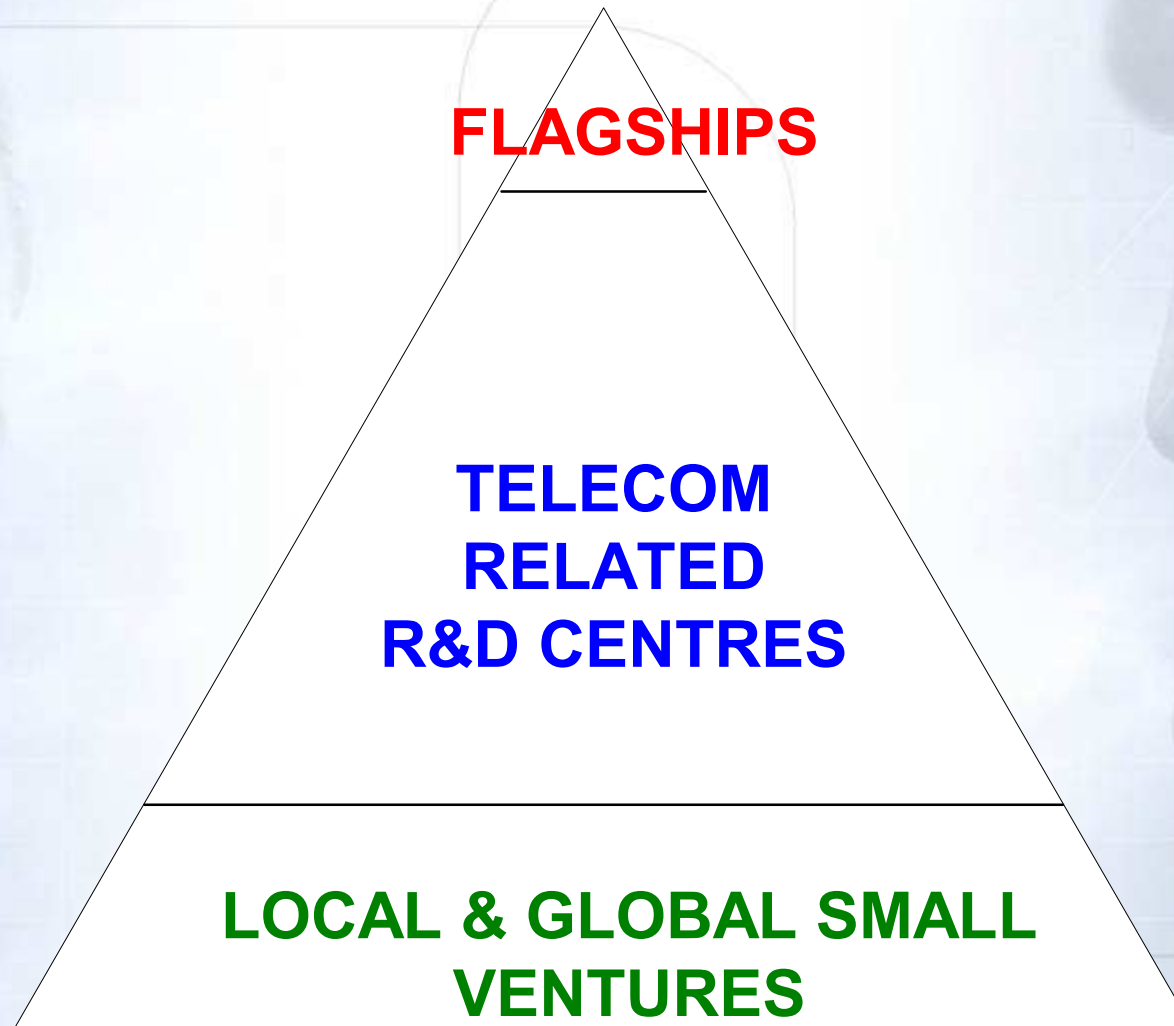 FLAGSHIPS
TELECOM
RELATED
R&D CENTRES
LOCAL & GLOBAL SMALL
VENTURES